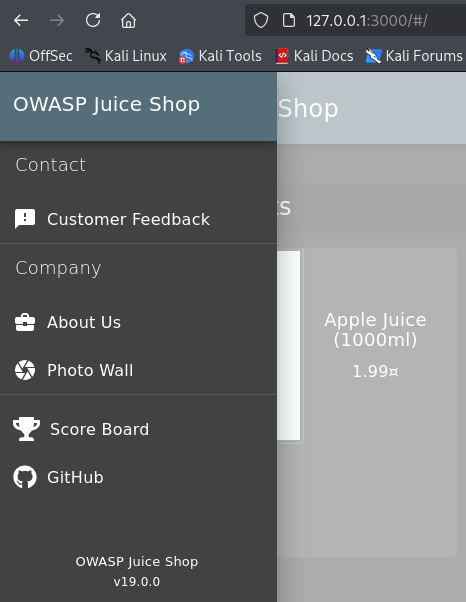 127.0.0.1:3000/#/
OffSec Kali Linux Kali Tools Kali Docs Kali Forums
OWASP Juice Shop
Shop
Contact
Customer Feedback
ts
Company
About Us
Photo Wall
Score Board
GitHub
OWASP Juice Shop
v19.0.0
Apple Juice
(1000ml)
1.99¤